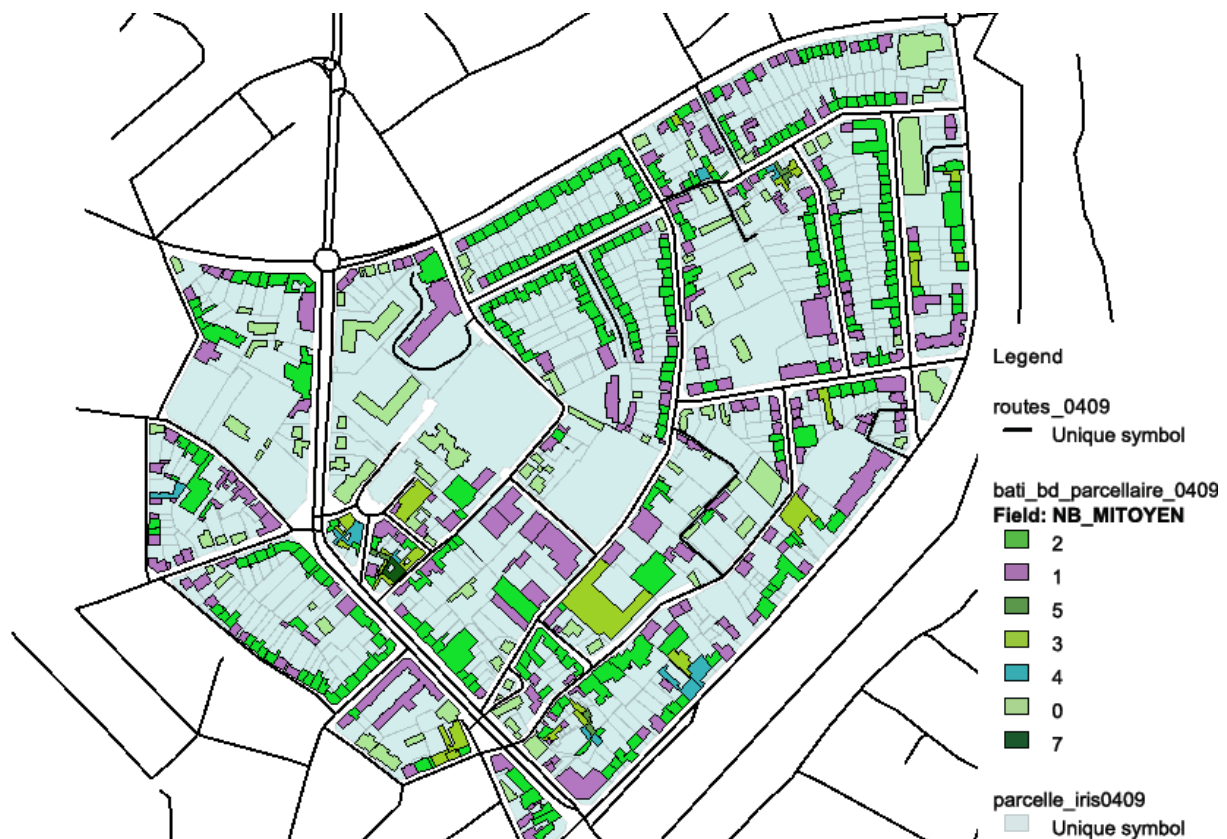 Legend
routes_0409
Unique symbol
bati_bd_parcellaire_0409
Field: NB_MITOYEN
2
1
5
3
4
0
7
parcelle_iris0409
Unique symbol